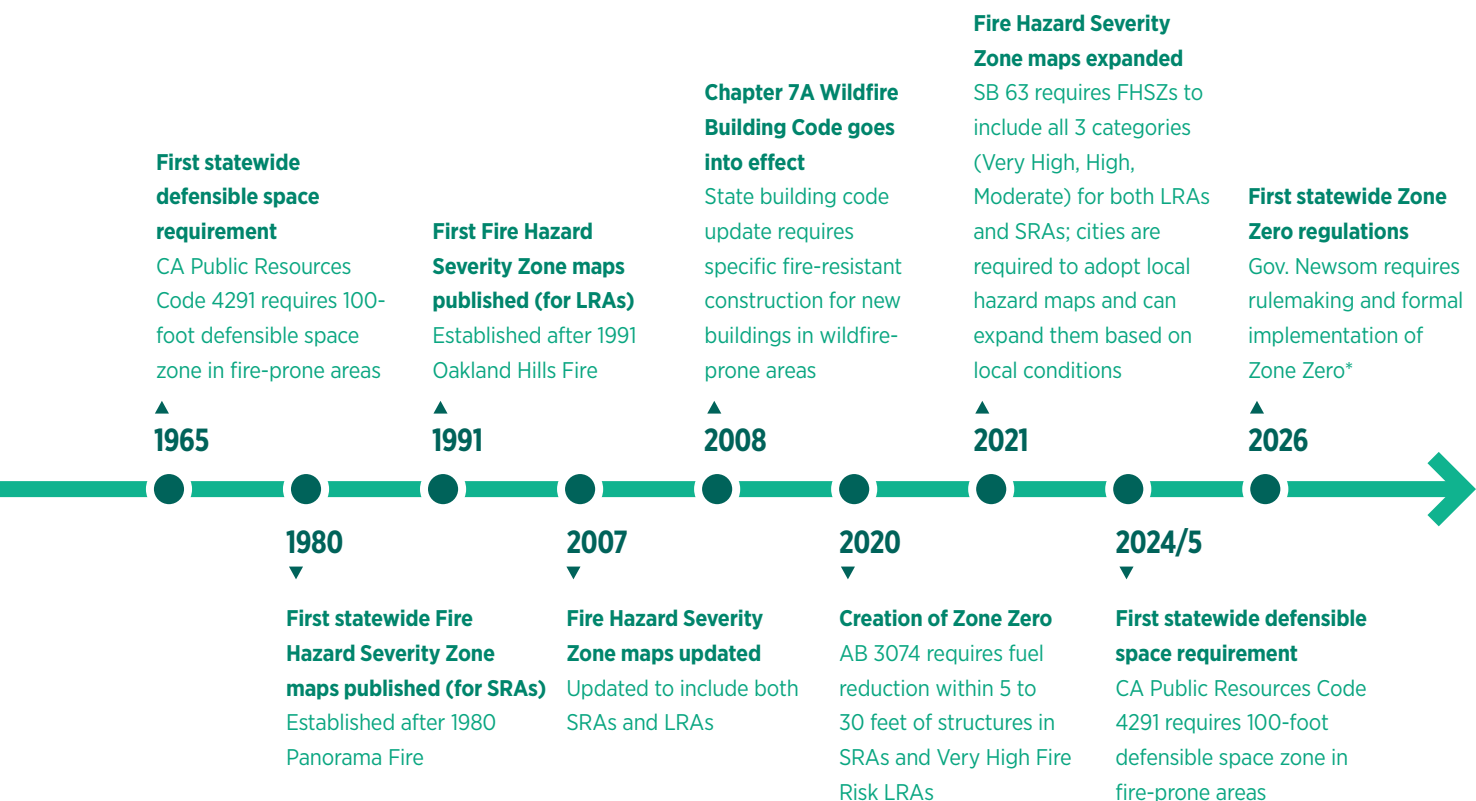 First statewide
defensible space
requirement
CA Public Resources
Code 4291 requires 100-
foot defensible space
zone in fire-prone areas
1965
1980
First statewide Fire
Hazard Severity Zone
maps published (for SRAs)
Established after 1980
Panorama Fire
First Fire Hazard
Severity Zone maps
published (for LRAs)
Established after 1991
Oakland Hills Fire
1991
2007
Fire Hazard Severity
Zone maps updated
Updated to include both
SRAs and LRAs
Chapter 7A Wildfire
Building Code goes
into effect
State building code
update requires
specific fire-resistant
construction for new
buildings in wildfire-
prone areas
2008
2020
Creation of Zone Zero
AB 3074 requires fuel
reduction within 5 to
30 feet of structures in
SRAs and Very High Fire
Risk LRAs
Fire Hazard Severity
Zone maps expanded
SB 63 requires FHSZs to
include all 3 categories
(Very High, High,
Moderate) for both LRAs
and SRAs; cities are
required to adopt local
hazard maps and can
expand them based on
local conditions
2021
2024/5
First statewide defensible
space requirement
CA Public Resources Code
4291 requires 100-foot
defensible space zone in
fire-prone areas
First statewide Zone
Zero regulations
Gov. Newsom requires
rulemaking and formal
implementation of
Zone Zero*
2026